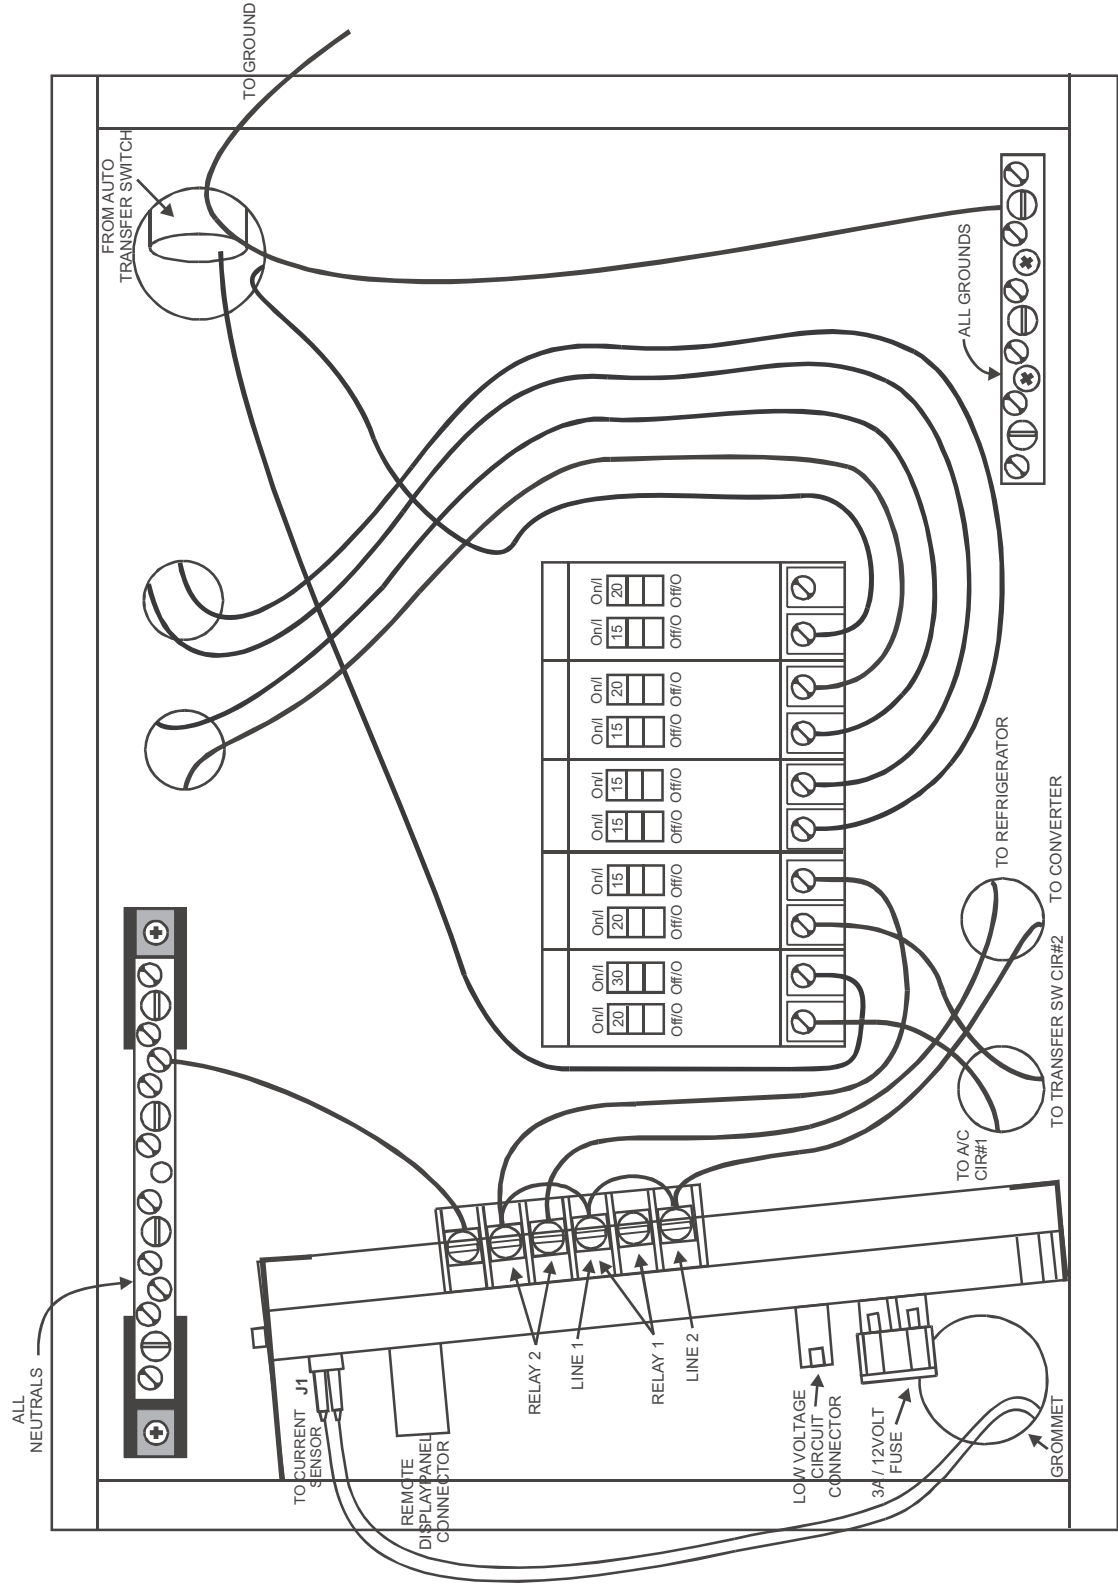 TO GROUND
FROM AUTO
TRANSFER SWITCH
ALL GROUNDS
On/I
20
Off/O
On/I
15
Off/O
On/I
20
Off/O
On/I
15
Off/O
On/I
15
Off/O
On/I
15
Off/O
On/I
15
Off/O
On/I
20
Off/O
On/I
30
Off/O
On/I
20
Off/O
TO REFRIGERATOR
TO CONVERTER
TO TRANSFER SW CIR#2
TO A/C
CIR#1
ALL
NEUTRALS
RELAY 2
LINE 1
RELAY 1
LINE 2
J1
TO CURRENT
SENSOR
REMOTE
DISPLAYPANEL
CONNECTOR
LOW VOLTAGE
CIRCUIT
CONNECTOR
3A / 12VOLT
FUSE
GROMMET